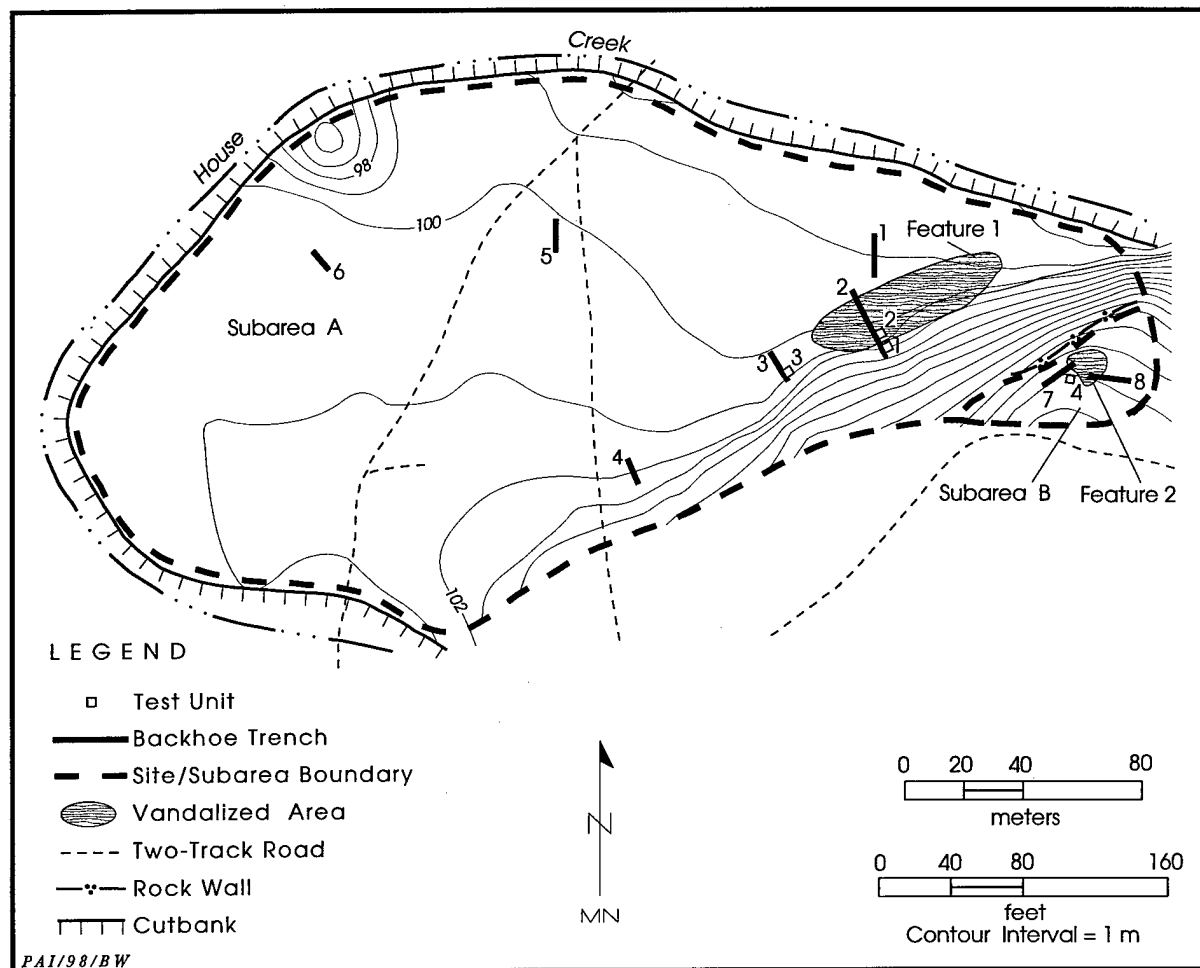 Creek
House
98
100
1
Feature 1
5
6
2
2
1
Subarea A
3
3
8
7
4
4
Subarea B
Feature 2
102
LEGEND
Test Unit
Backhoe Trench
Site/Subarea Boundary
Vandalized Area
Two-Track Road
Rock Wall
Cutbank
N
MN
0 20 40 80
meters
0 40 80 160
feet
Contour Interval = 1 m
PAI/98/BW